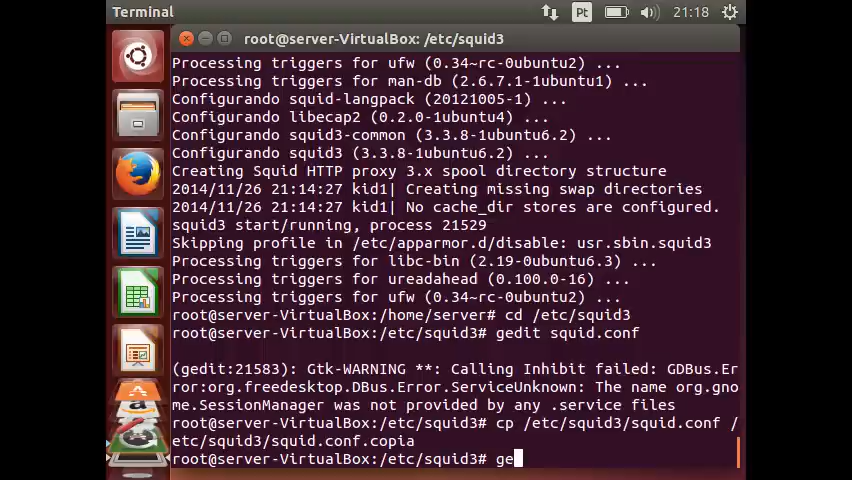 Terminal
Pt
21:18
root@server-VirtualBox: /etc/squid3
Processing triggers for ufw (0.34~rc-0ubuntu2) ...
Processing triggers for man-db (2.6.7.1-1ubuntu1) ...
Configurando squid-langpack (20121005-1) ...
Configurando libecap2 (0.2.0-1ubuntu4) ...
Configurando squid3-common (3.3.8-1ubuntu6.2) ...
Configurando squid3 (3.3.8-1ubuntu6.2) ...
Creating Squid HTTP proxy 3.x spool directory structure
2014/11/26 21:14:27 kid1| Creating missing swap directories
2014/11/26 21:14:27 kid1| No cache_dir stores are configured.
squid3 start/running, process 21529
Skipping profile in /etc/apparmor.d/disable: usr.sbin.squid3
Processing triggers for libc-bin (2.19-0ubuntu6.3) ...
Processing triggers for ureadahead (0.100.0-16) ...
Processing triggers for ufw (0.34~rc-0ubuntu2) ...
root@server-VirtualBox:/home/server# cd /etc/squid3
root@server-VirtualBox:/etc/squid3# gedit squid.conf
(gedit:21583): Gtk-WARNING **: Calling Inhibit failed: GDBus.Er
ror:org.freedesktop.DBus.Error.ServiceUnknown: The name org.gno
me.SessionManager was not provided by any .service files
root@server-VirtualBox:/etc/squid3# cp /etc/squid3/squid.conf /
etc/squid3/squid.conf.copia
root@server-VirtualBox:/etc/squid3# ge